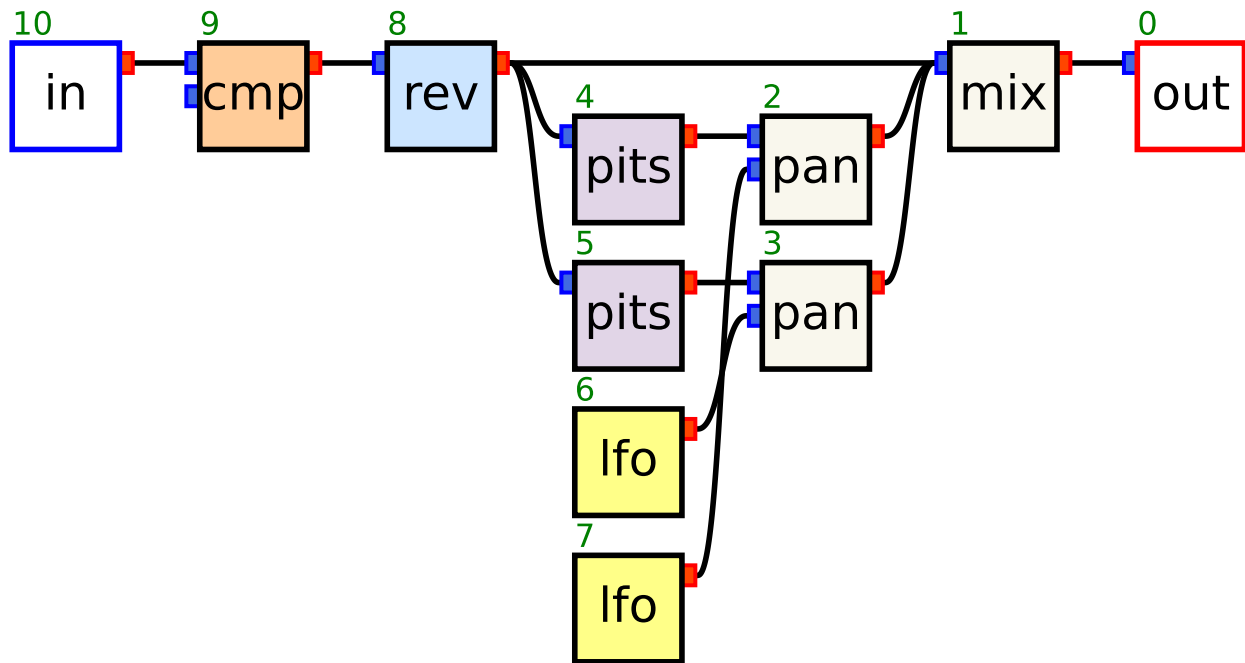 10 9 8 1 0
in cmp rev mix out
4 2
pits pan
5 3
pits pan
6
lfo
7
lfo